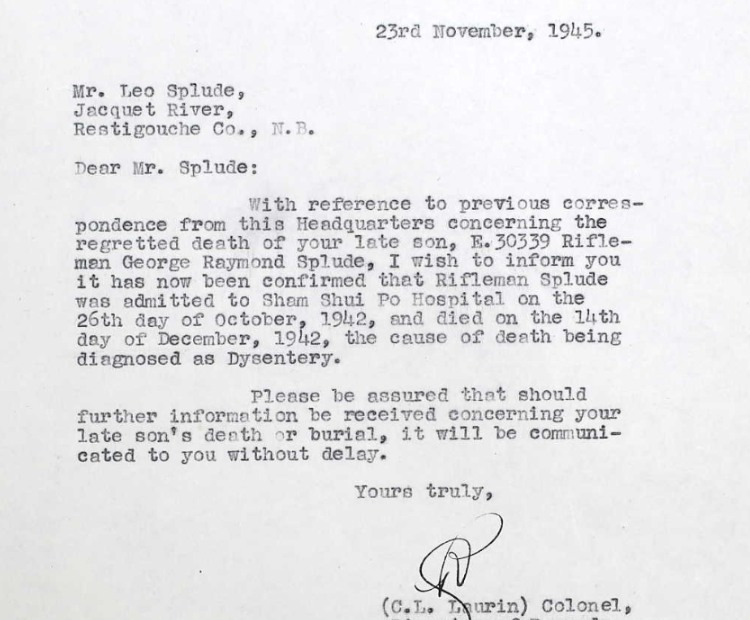 23rd November, 1945.
Mr. Leo Splude,
Jacquet River,
Restigouche Co., N.B.
Dear Mr. Splude:
With reference to previous corres-
pondence from this Headquarters concerning the
regretted death of your late son, E.30339 Rifle-
man George Raymond Splude, I wish to inform you
it has now been confirmed that Rifleman Splude
was admitted to Sham Shui Po Hospital on the
26th day of October, 1942, and died on the 14th
day of December, 1942, the cause of death being
diagnosed as Dysentery.
Please be assured that should
further information be received concerning your
late son's death or burial, it will be communi-
cated to you without delay.
Yours truly,
(C.L. Laurin) Colonel,